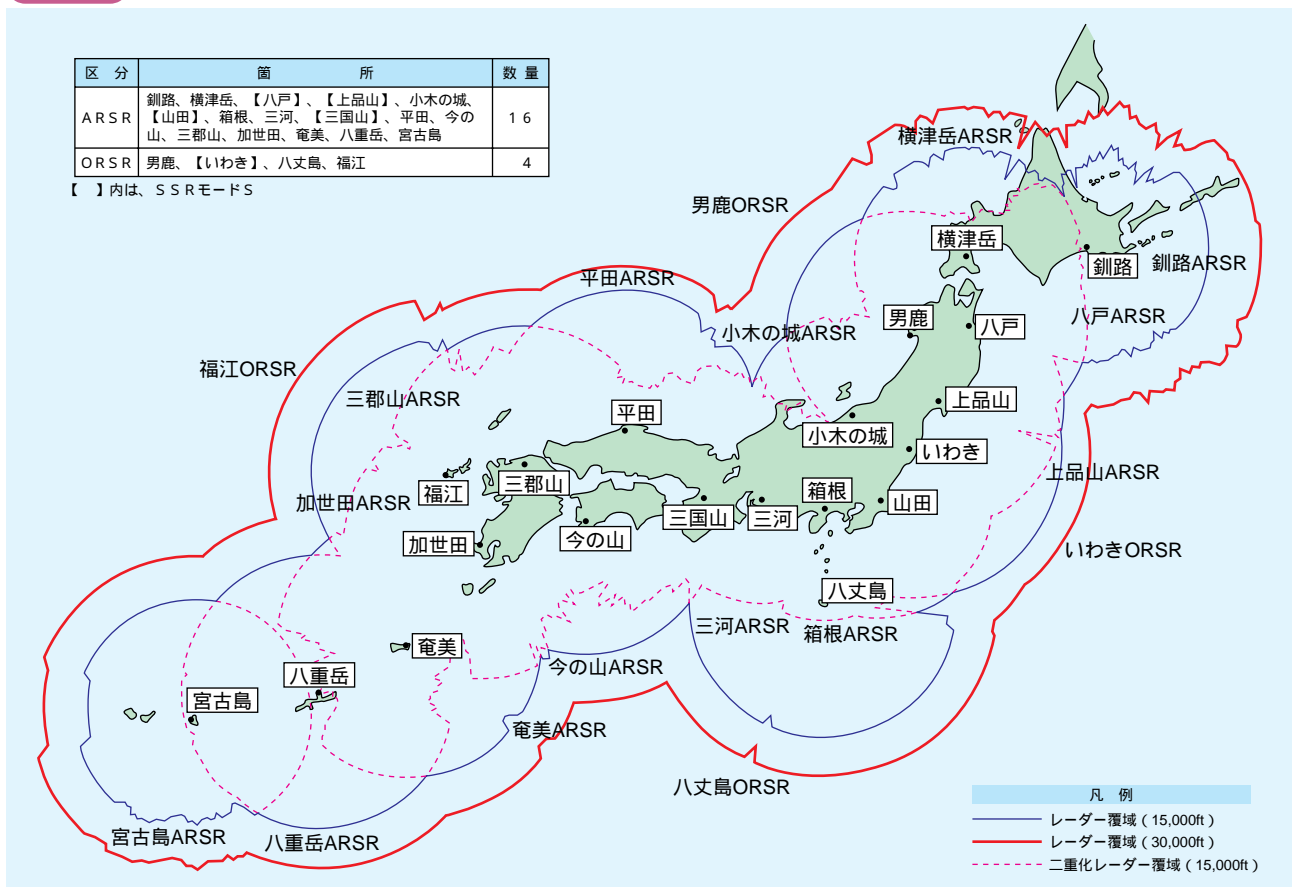 区 分 箇 所 数 量
ARSR 釧路、横津岳、【八戸】、【上品山】、小木の城、
【山田】、箱根、三河、【三国山】、平田、今の
山、三郡山、加世田、奄美、八重岳、宮古島 16
ORSR 男鹿、【いわき】、八丈島、福江 4
【 】内は、SSRモードS
横津岳ARSR
男鹿ORSR
横津岳
釧路
釧路ARSR
平田ARSR
小木の城ARSR
男鹿
八戸
八戸ARSR
福江ORSR
三郡山ARSR
平田
小木の城
上品山
いわき
上品山ARSR
加世田ARSR
福江
三郡山
三国山
三河
箱根
山田
加世田
今の山
いわきORSR
八丈島
三河ARSR
箱根ARSR
奄美
今の山ARSR
八重岳
宮古島
奄美ARSR
八丈島ORSR
宮古島ARSR
八重岳ARSR
凡 例
レーダー覆域(15,000ft)
レーダー覆域(30,000ft)
二重化レーダー覆域(15,000ft)